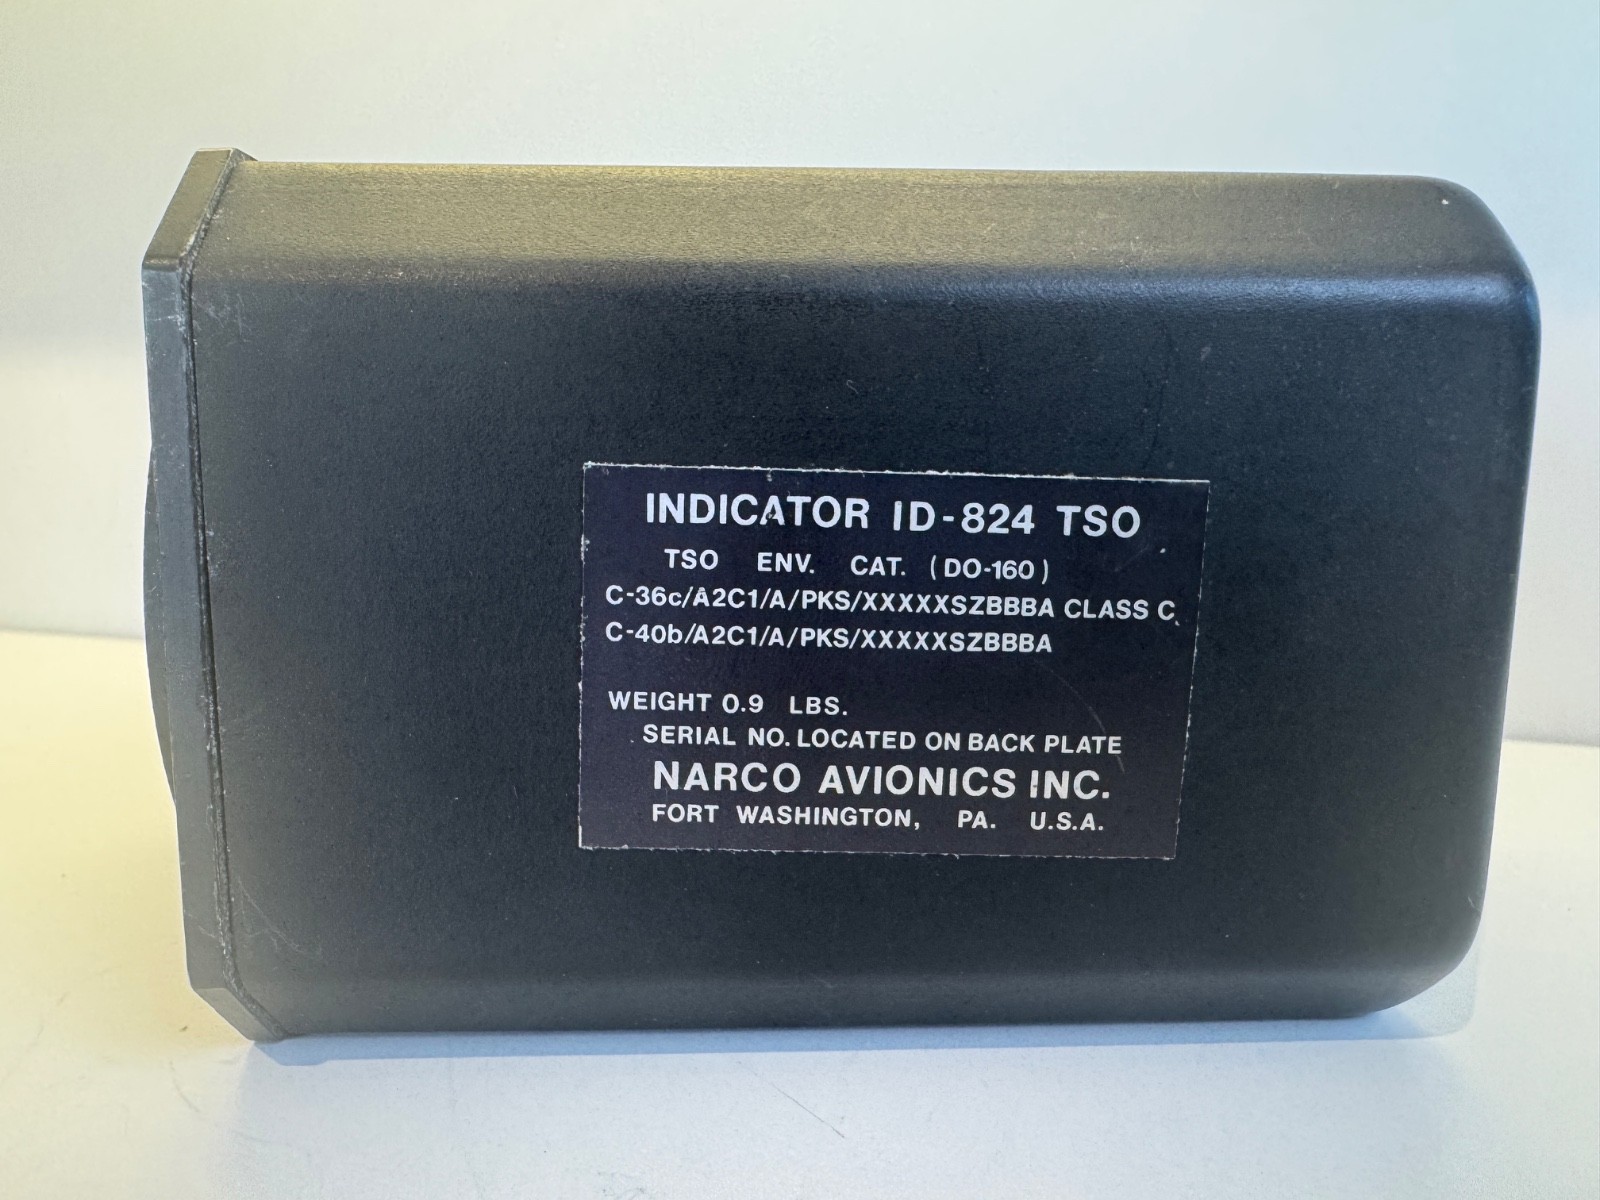 INDICATOR ID-824 TSO
TSO ENV. CAT. (DO-160)
C-36c/A2C1/A/PKS/XXXXXSZBBBA CLASS C
C-40b/A2C1/A/PKS/XXXXXSZBBBA
WEIGHT 0.9 LBS.
SERIAL NO. LOCATED ON BACK PLATE
NARCO AVIONICS INC.
FORT WASHINGTON, PA. U.S.A.